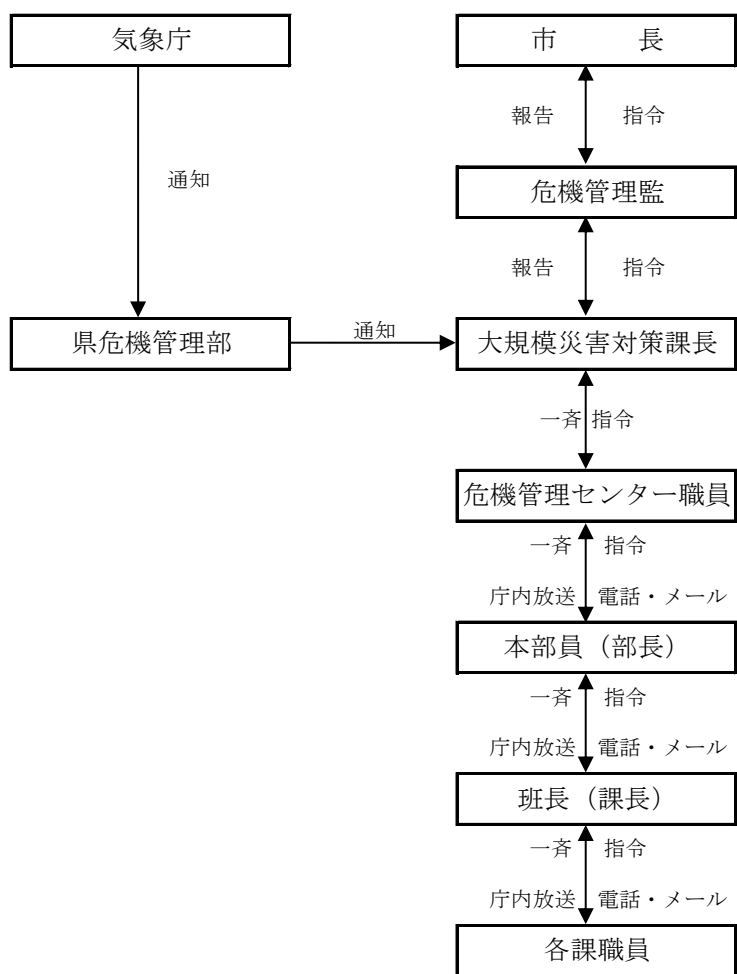 気象庁
市　　長
報告　指令
通知
危機管理監
報告　指令
県危機管理部
通知
大規模災害対策課長
一斉 指令
危機管理センター職員
一斉　指令
庁内放送　電話・メール
本部員（部長）
一斉　指令
庁内放送　電話・メール
班長（課長）
一斉　指令
庁内放送　電話・メール
各課職員